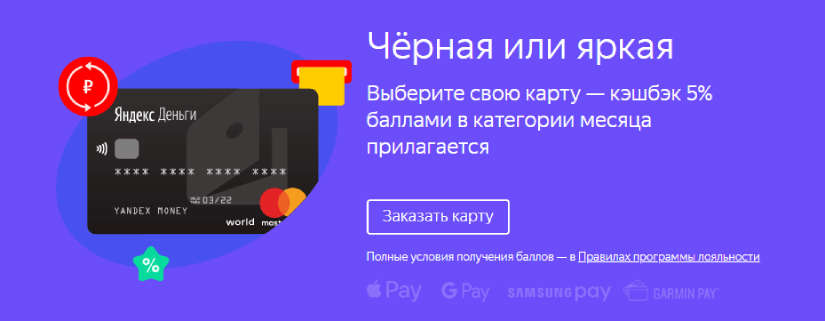 Чёрная или яркая
Выберите свою карту — кэшбэк 5%
баллами в категории месяца
прилагается
Заказать карту
Полные условия получения баллов — в Правилах программы лояльности
Pay
G Pay
SAMSUNG pay
GARMIN PAY
₽
Яндекс Деньги
**** **** **** ****
03/22
YANDEX MONEY
world
%